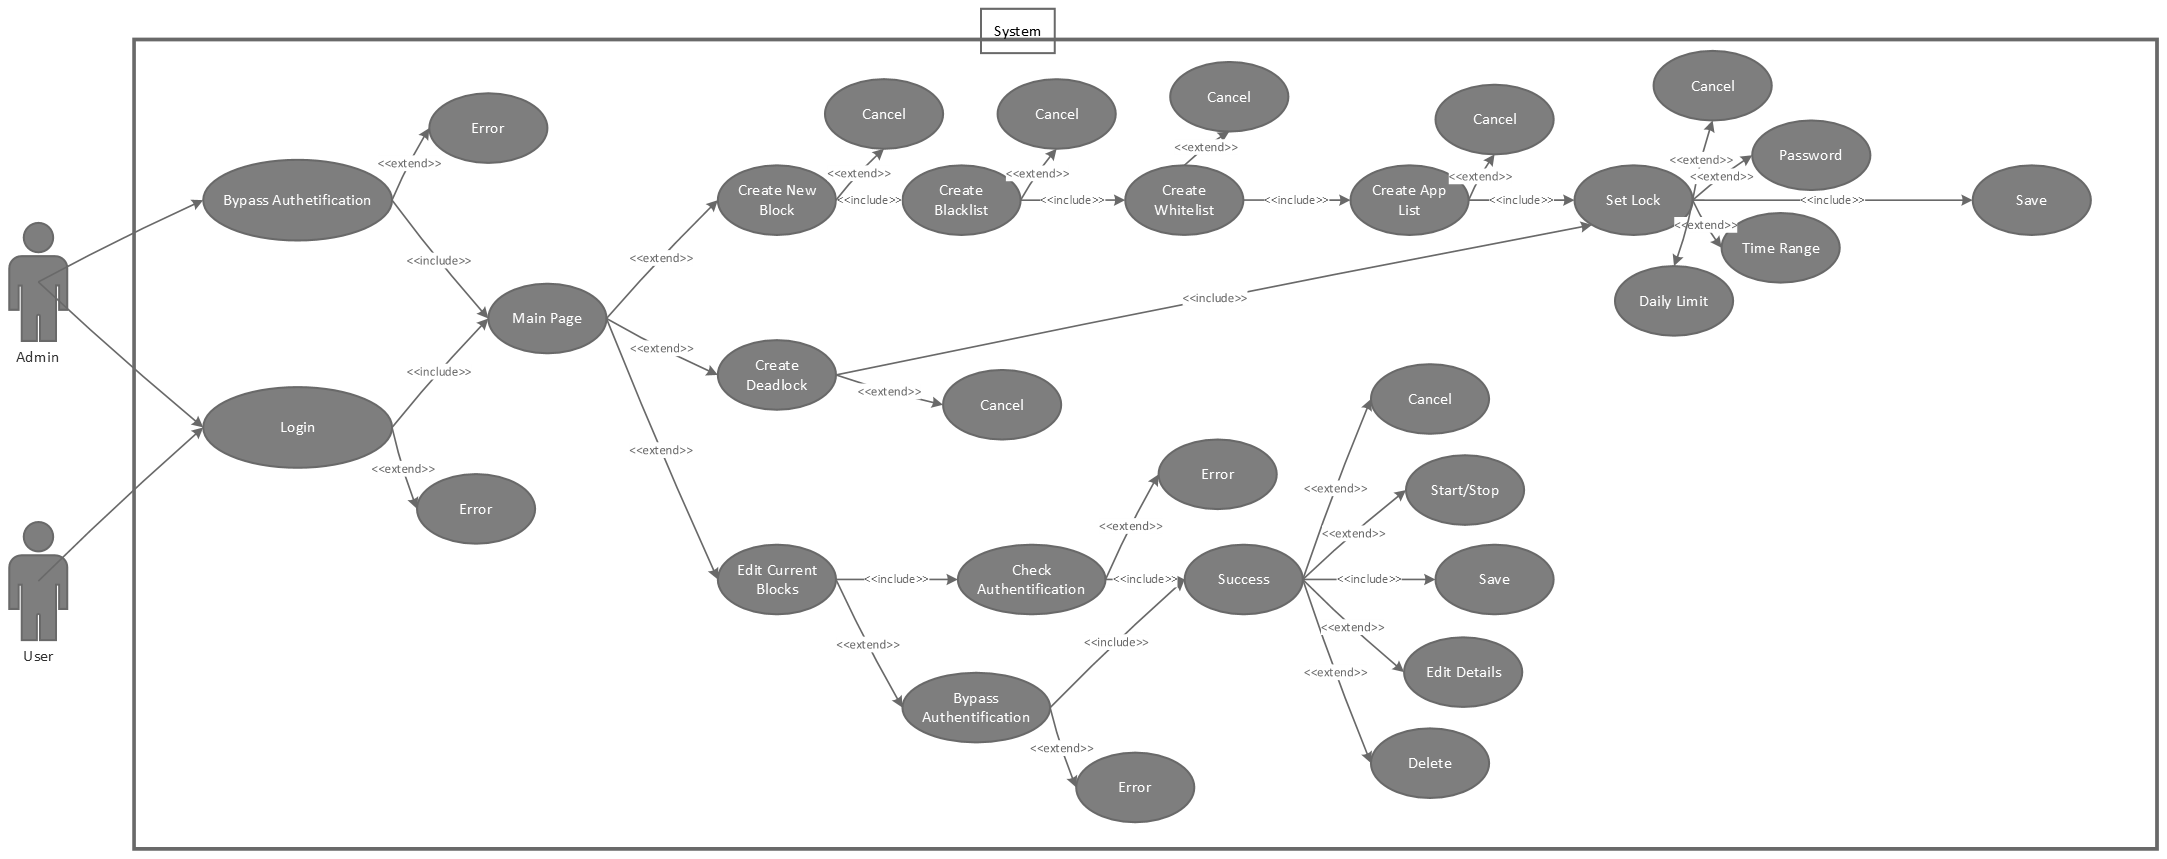 System
Cancel
Cancel
Cancel
Cancel
Cancel
Error
Password
<<extend>>
<<extend>>
<<extend>>
<<extend>>
<<extend>>
<<extend>>
<<extend>>
Bypass Authetification
Create New
Block
<<include>>
Create
Blacklist
<<include>>
Create
Whitelist
<<include>>
Create App
List
<<include>>
Set Lock
<<include>>
Save
<<extend>>
Time Range
<<include>>
<<extend>>
<<include>>
Daily Limit
Main Page
Admin
<<extend>>
Create
Deadlock
<<include>>
<<extend>>
Cancel
Cancel
Login
<<extend>>
<<extend>>
Error
Error
<<extend>>
Start/Stop
<<extend>>
<<extend>>
<<extend>>
Edit Current
Blocks
<<include>>
Check
Authentification
<<include>>
Success
<<include>>
Save
User
<<extend>>
<<include>>
<<extend>>
<<extend>>
Edit Details
Bypass
Authentification
<<extend>>
Delete
Error